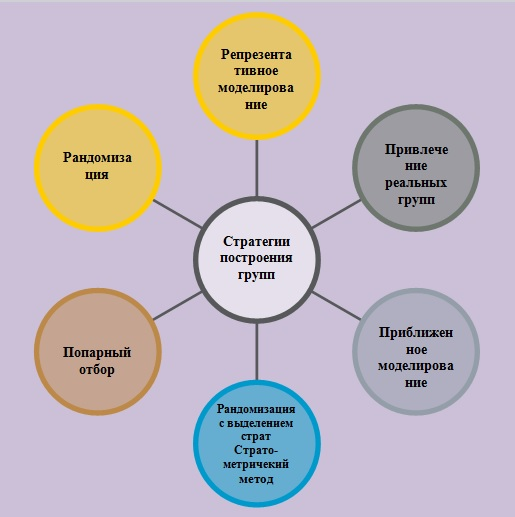 Репрезента
тивное
моделирова
ние
Рандомиза
ция
Привлече
ние
реальных
групп
Стратегии
построения
групп
Попарный
отбор
Приближен
ное
моделирова
ние
Рандомизация
с выделением
страт
Страто-
метричекий
метод